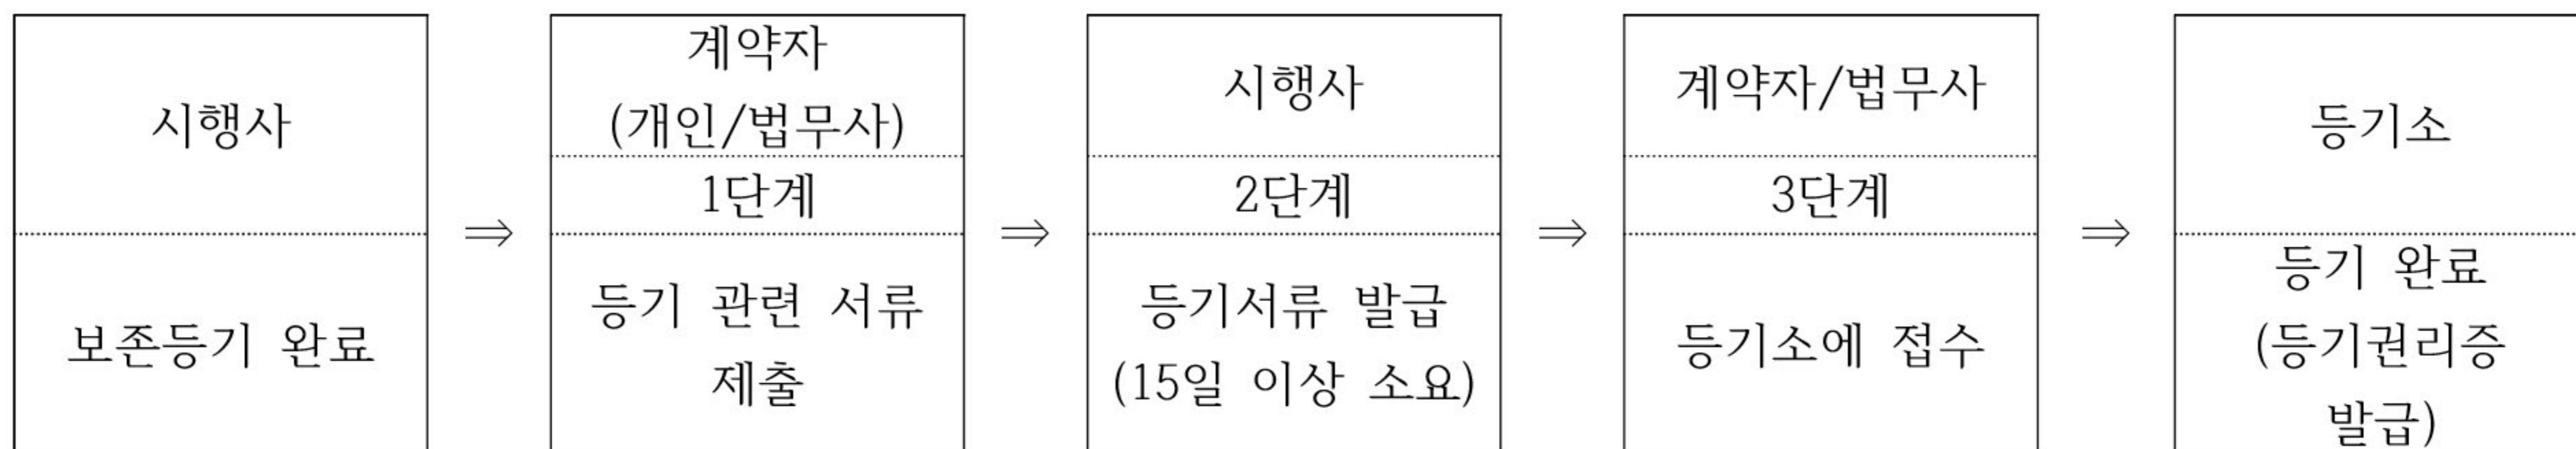 시행사
보존등기 완료
⇒
계약자
(개인/법무사)
1단계
등기 관련 서류
제출
⇒
시행사
2단계
등기서류 발급
(15일 이상 소요)
⇒
계약자/법무사
3단계
등기소에 접수
⇒
등기소
등기 완료
(등기권리증
발급)